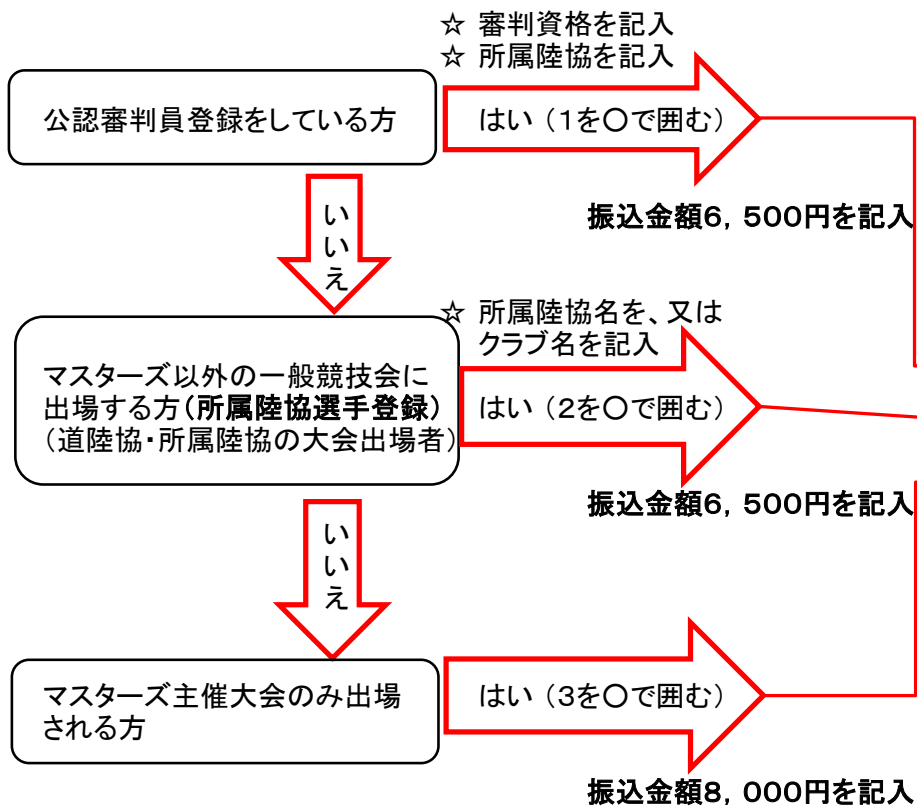 ☆ 審判資格を記入
☆ 所属陸協を記入
公認審判員登録をしている方
はい（１を〇で囲む）
振込金額６，５００円を記入
いいえ
☆ 所属陸協名を、又は
クラブ名を記入
マスターズ以外の一般競技会に
出場する方（所属陸協選手登録）
（道陸協・所属陸協の大会出場者）
はい（２を〇で囲む）
振込金額６，５００円を記入
いいえ
マスターズ主催大会のみ出場
される方
はい（３を〇で囲む）
振込金額８，０００円を記入